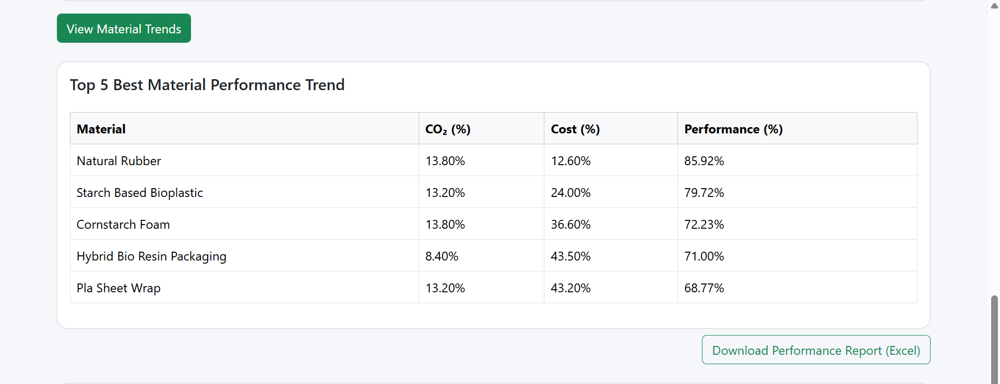 View Material Trends
Top 5 Best Material Performance Trend
Material CO₂ (%) Cost (%) Performance (%)
Natural Rubber 13.80% 12.60% 85.92%
Starch Based Bioplastic 13.20% 24.00% 79.72%
Cornstarch Foam 13.80% 36.60% 72.23%
Hybrid Bio Resin Packaging 8.40% 43.50% 71.00%
Pla Sheet Wrap 13.20% 43.20% 68.77%
Download Performance Report (Excel)